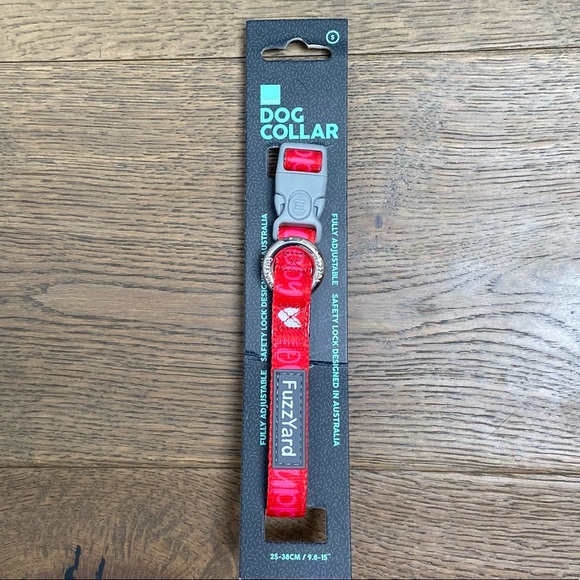 S
DOG
COLLAR
FULLY ADJUSTABLE SAFETY LOCK DESIGNED IN AUSTRALIA
FULLY ADJUSTABLE SAFETY LOCK DESIGNED IN AUSTRALIA
FuzzYard
25-38CM / 9.8-15"